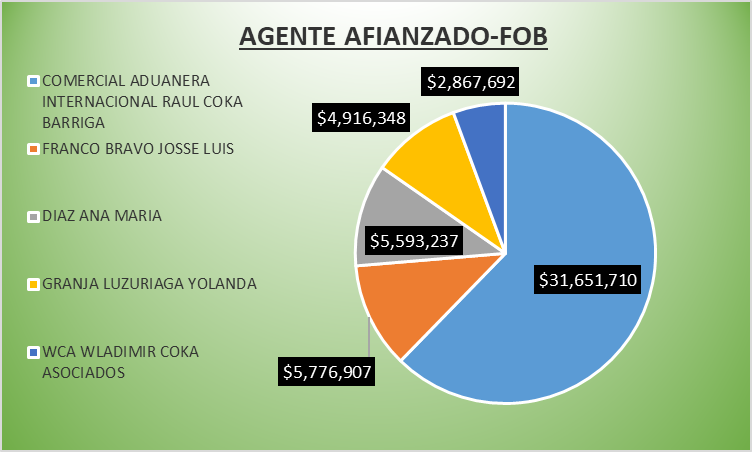 AGENTE AFIANZADO-FOB
COMERCIAL ADUANERA
INTERNACIONAL RAUL COKA
BARRIGA
FRANCO BRAVO JOSSE LUIS
DIAZ ANA MARIA
GRANJA LUZURIAGA YOLANDA
WCA WLADIMIR COKA
ASOCIADOS
$2,867,692
$4,916,348
$5,593,237
$31,651,710
$5,776,907